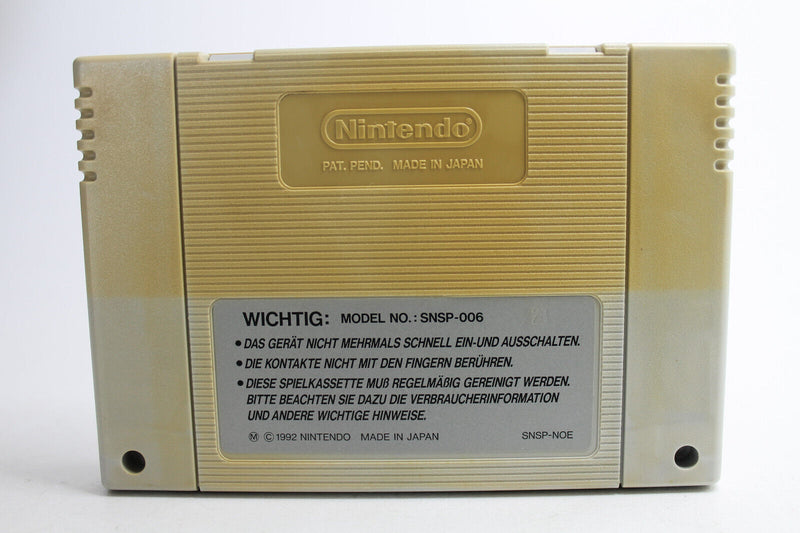 Nintendo®
PAT. PEND. MADE IN JAPAN
WICHTIG: MODEL NO.: SNSP-006
• DAS GERÄT NICHT MEHRMALS SCHNELL EIN-UND AUSSCHALTEN.
• DIE KONTAKTE NICHT MIT DEN FINGERN BERÜHREN.
• DIESE SPIELKASSETTE MUß REGELMÄßIG GEREINIGT WERDEN.
BITTE BEACHTEN SIE DAZU DIE VERBRAUCHERINFORMATION
UND ANDERE WICHTIGE HINWEISE.
Ⓜ © 1992 NINTENDO MADE IN JAPAN SNSP-NOE